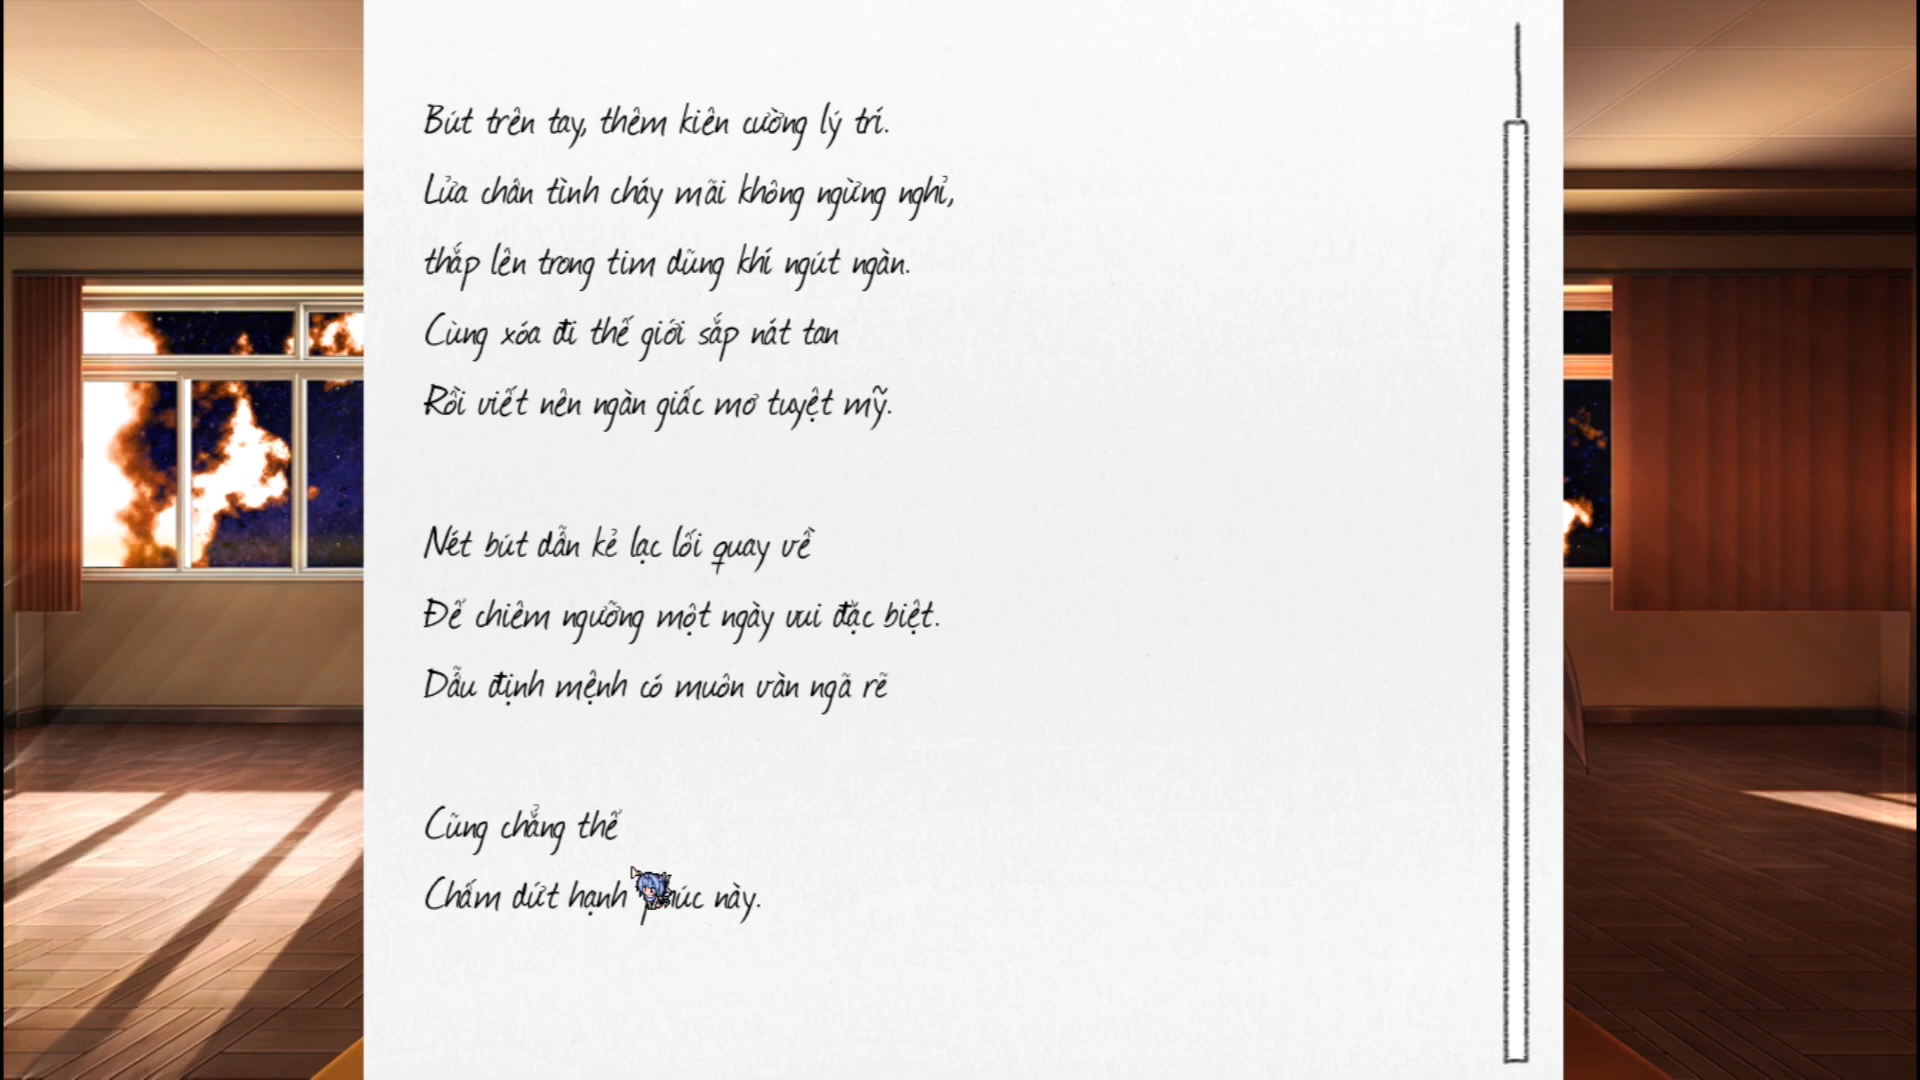 Bút trên tay, thêm kiên cường lý trí.
Lửa chân tình cháy mãi không ngừng nghỉ,
thắp lên trong tim dũng khí ngút ngàn.
Cùng xóa đi thế giới sắp nát tan
Rồi viết nên ngàn giấc mơ tuyệt mỹ.
Nét bút dẫn kẻ lạc lối quay về
Để chiêm ngưỡng một ngày vui đặc biệt.
Dẫu định mệnh có muôn vàn ngã rẽ
Cũng chẳng thể
Chấm dứt hạnh phúc này.